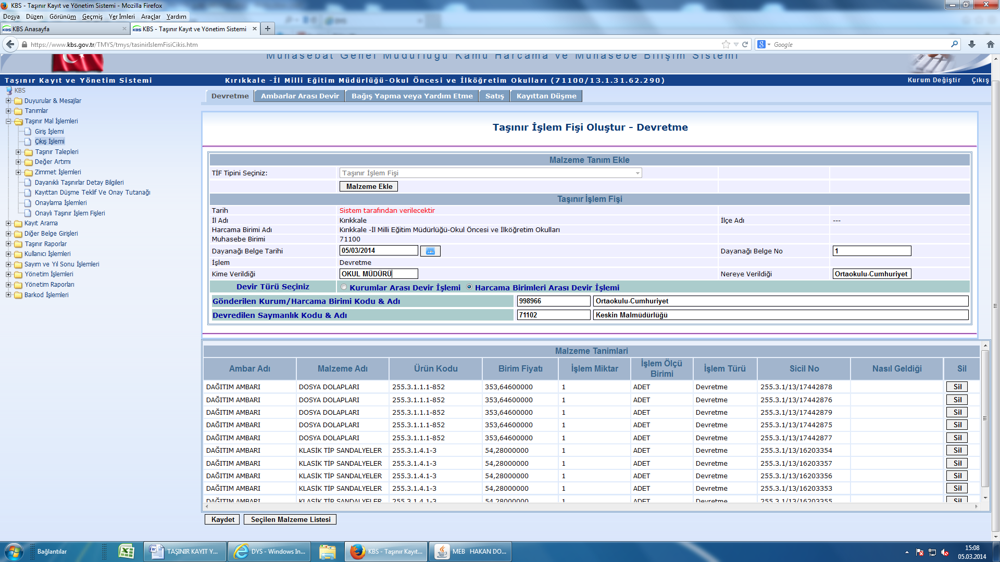 KBS - Taşınır Kayıt ve Yönetim Sistemi - Mozilla Firefox
Dosya Düzen Görünüm Geçmiş Yer İmleri Araçlar Yardım
KBS Anasayfa
KBS - Taşınır Kayıt ve Yönetim Sistemi
https://www.kbs.gov.tr/TMYS/tmys/tasinirIslemFisiCikis.htm
Google
Muhasebat Genel Müdürlüğü Kamu Harcama ve Muhasebe Bilişim Sistemi
Taşınır Kayıt ve Yönetim Sistemi
Kırıkkale -İl Milli Eğitim Müdürlüğü-Okul Öncesi ve İlköğretim Okulları (71100/13.1.31.62.290)
Kurum Değiştir Çıkış
KBS
Duyurular & Mesajlar
Tanımlar
Taşınır Mal İşlemleri
Giriş İşlemi
Çıkış İşlemi
Taşınır Talepleri
Değer Artımı
Zimmet İşlemleri
Dayanıklı Taşınırlar Detay Bilgileri
Kayıttan Düşme Teklif Ve Onay Tutanağı
Onaylama İşlemleri
Onaylı Taşınır İşlem Fişleri
Kayıt Arama
Diğer Belge Girişleri
Taşınır Raporlar
Kullanıcı İşlemleri
Sayım ve Yıl Sonu İşlemleri
Yönetim İşlemleri
Yönetim Raporları
Barkod İşlemleri
Devretme Ambarlar Arası Devir Bağış Yapma veya Yardım Etme Satış Kayıttan Düşme
Taşınır İşlem Fişi Oluştur - Devretme
Malzeme Tanım Ekle
TİF Tipini Seçiniz: Taşınır İşlem Fişi
Malzeme Ekle
Taşınır İşlem Fişi
Tarih Sistem tarafından verilecektir
İl Adı Kırıkkale İlçe Adı ---
Harcama Birimi Adı Kırıkkale -İl Milli Eğitim Müdürlüğü-Okul Öncesi ve İlköğretim Okulları
Muhasebe Birimi 71100
Dayanağı Belge Tarihi 05/03/2014 Dayanağı Belge No 1
İşlem Devretme
Kime Verildiği OKUL MÜDÜRÜ Nereye Verildiği Ortaokulu-Cumhuriyet
Devir Türü Seçiniz Kurumlar Arası Devir İşlemi Harcama Birimleri Arası Devir İşlemi
Gönderilen Kurum/Harcama Birimi Kodu & Adı 998966 Ortaokulu-Cumhuriyet
Devredilen Saymanlık Kodu & Adı 71102 Keskin Malmüdürlüğü
Malzeme Tanimlari
Ambar Adı Malzeme Adı Ürün Kodu Birim Fiyatı İşlem Miktar İşlem Ölçü Birimi İşlem Türü Sicil No Nasıl Geldiği Sil
DAĞITIM AMBARI DOSYA DOLAPLARI 255.3.1.1.1-852 353,64600000 1 ADET Devretme 255.3.1/13/17442878 Sil
DAĞITIM AMBARI DOSYA DOLAPLARI 255.3.1.1.1-852 353,64600000 1 ADET Devretme 255.3.1/13/17442876 Sil
DAĞITIM AMBARI DOSYA DOLAPLARI 255.3.1.1.1-852 353,64600000 1 ADET Devretme 255.3.1/13/17442879 Sil
DAĞITIM AMBARI DOSYA DOLAPLARI 255.3.1.1.1-852 353,64600000 1 ADET Devretme 255.3.1/13/17442875 Sil
DAĞITIM AMBARI DOSYA DOLAPLARI 255.3.1.1.1-852 353,64600000 1 ADET Devretme 255.3.1/13/17442877 Sil
DAĞITIM AMBARI KLASİK TİP SANDALYELER 255.3.1.4.1-3 54,28000000 1 ADET Devretme 255.3.1/13/16203354 Sil
DAĞITIM AMBARI KLASİK TİP SANDALYELER 255.3.1.4.1-3 54,28000000 1 ADET Devretme 255.3.1/13/16203357 Sil
DAĞITIM AMBARI KLASİK TİP SANDALYELER 255.3.1.4.1-3 54,28000000 1 ADET Devretme 255.3.1/13/16203356 Sil
DAĞITIM AMBARI KLASİK TİP SANDALYELER 255.3.1.4.1-3 54,28000000 1 ADET Devretme 255.3.1/13/16203353 Sil
DAĞITIM AMBARI KLASİK TİP SANDALYELER 255.3.1.4.1-3 54,28000000 1 ADET Devretme 255.3.1/13/16203355 Sil
Kaydet Seçilen Malzeme Listesi
Bağlantılar
TAŞINIR KAYIT Y...
DYS - Windows In...
KBS - Taşınır Kayıt...
MEB HAKAN DO...
15:08
05.03.2014